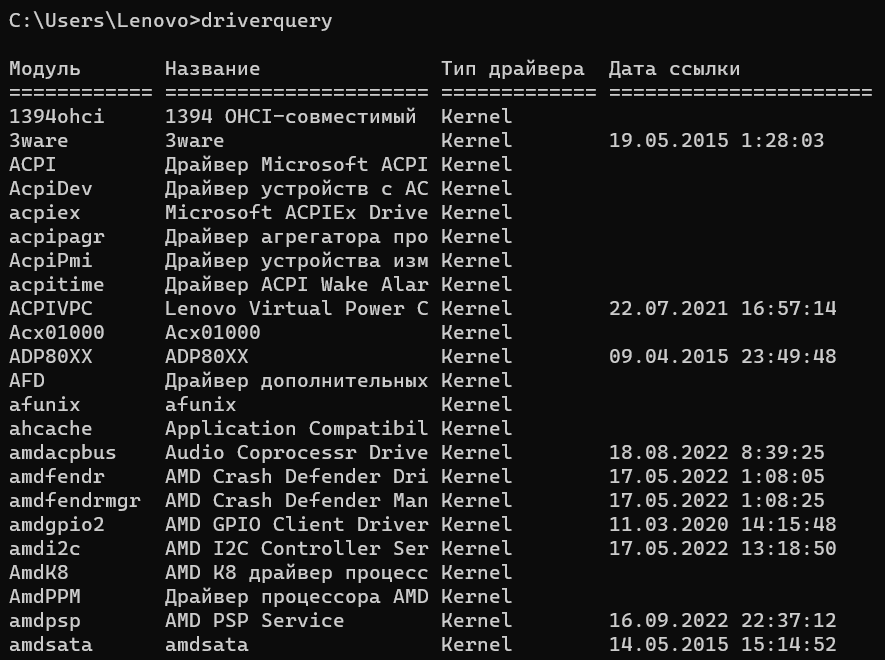 C:\Users\Lenovo>driverquery
Модуль       Название               Тип драйвера  Дата ссылки
============ ====================== ============= ======================
1394ohci     1394 OHCI-совместимый  Kernel
3ware        3ware                  Kernel        19.05.2015 1:28:03
ACPI         Драйвер Microsoft ACPI Kernel
AcpiDev      Драйвер устройств с AC Kernel
acpiex       Microsoft ACPIEx Drive Kernel
acpipagr     Драйвер агрегатора про Kernel
AcpiPmi      Драйвер устройства изм Kernel
acpitime     Драйвер ACPI Wake Alar Kernel
ACPIVPC      Lenovo Virtual Power C Kernel        22.07.2021 16:57:14
Acx01000     Acx01000               Kernel
ADP80XX      ADP80XX                Kernel        09.04.2015 23:49:48
AFD          Драйвер дополнительных Kernel
afunix       afunix                 Kernel
ahcache      Application Compatibil Kernel
amdacpbus    Audio Coprocessr Drive Kernel        18.08.2022 8:39:25
amdfendr     AMD Crash Defender Dri Kernel        17.05.2022 1:08:05
amdfendrmgr  AMD Crash Defender Man Kernel        17.05.2022 1:08:25
amdgpio2     AMD GPIO Client Driver Kernel        11.03.2020 14:15:48
amdi2c       AMD I2C Controller Ser Kernel        17.05.2022 13:18:50
AmdK8        AMD K8 драйвер процесс Kernel
AmdPPM       Драйвер процессора AMD Kernel
amdpsp       AMD PSP Service        Kernel        16.09.2022 22:37:12
amdsata      amdsata                Kernel        14.05.2015 15:14:52